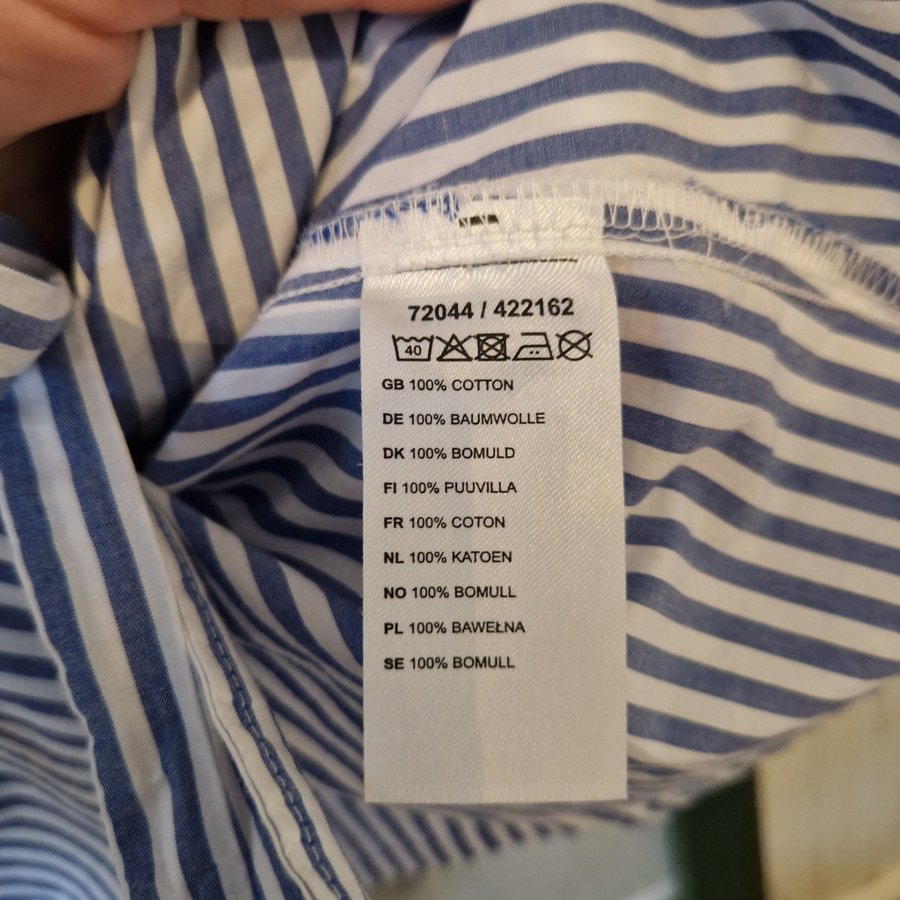 72044 / 422162
40
GB 100% COTTON
DE 100% BAUMWOLLE
DK 100% BOMULD
FI 100% PUUVILLA
FR 100% COTON
NL 100% KATOEN
NO 100% BOMULL
PL 100% BAWEŁNA
SE 100% BOMULL